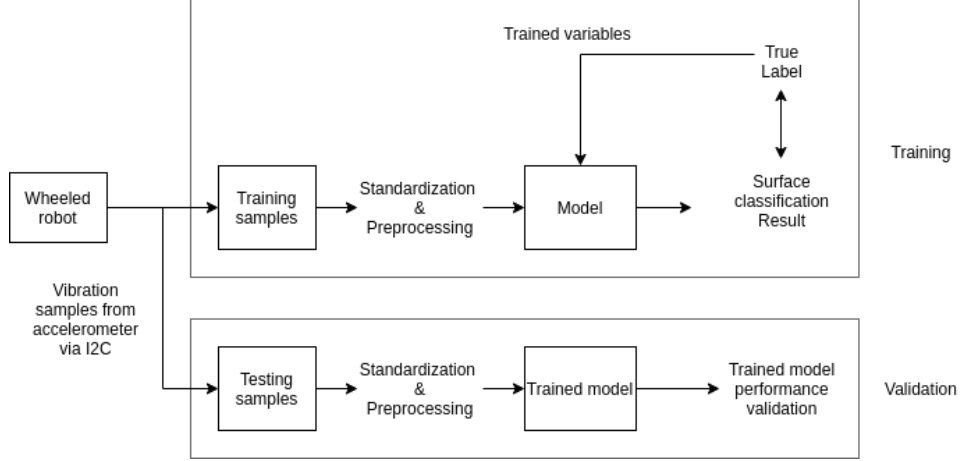 Trained variables
True
Label
Training
Wheeled
robot
Training
samples
Standardization
&
Preprocessing
Model
Surface
classification
Result
Vibration
samples from
accelerometer
via I2C
Testing
samples
Standardization
&
Preprocessing
Trained model
Trained model
performance
validation
Validation